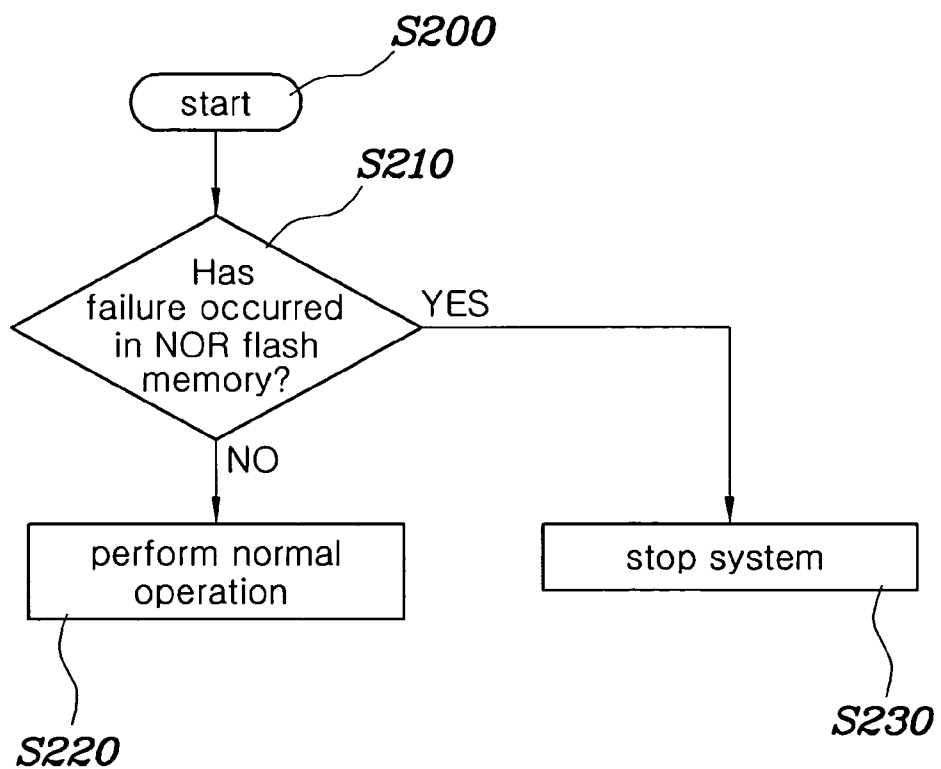 S200
start
S210
Has
failure occurred
in NOR flash
memory?
YES
NO
perform normal
operation
stop system
S220
S230